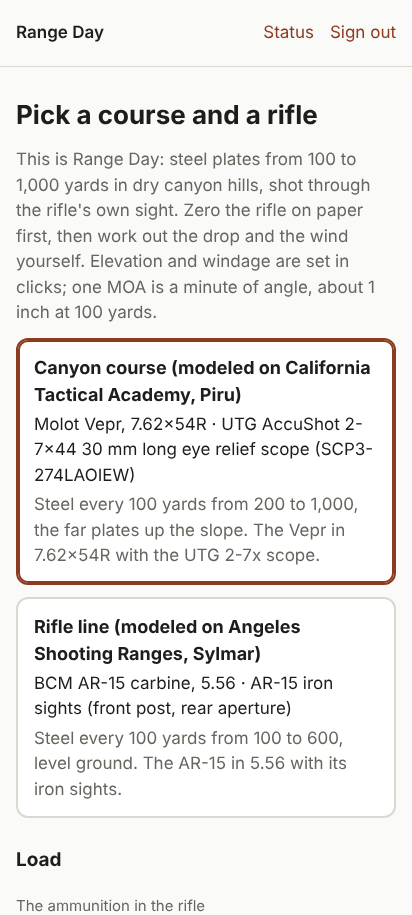 Range Day
Status
Sign out
Pick a course and a rifle
This is Range Day: steel plates from 100 to
1,000 yards in dry canyon hills, shot through
the rifle's own sight. Zero the rifle on paper
first, then work out the drop and the wind
yourself. Elevation and windage are set in
clicks; one MOA is a minute of angle, about 1
inch at 100 yards.
Canyon course (modeled on California
Tactical Academy, Piru)
Molot Vepr, 7.62×54R · UTG AccuShot 2-
7×44 30 mm long eye relief scope (SCP3-
274LAOIEW)
Steel every 100 yards from 200 to 1,000,
the far plates up the slope. The Vepr in
7.62×54R with the UTG 2-7x scope.
Rifle line (modeled on Angeles
Shooting Ranges, Sylmar)
BCM AR-15 carbine, 5.56 · AR-15 iron
sights (front post, rear aperture)
Steel every 100 yards from 100 to 600,
level ground. The AR-15 in 5.56 with its
iron sights.
Load
The ammunition in the rifle